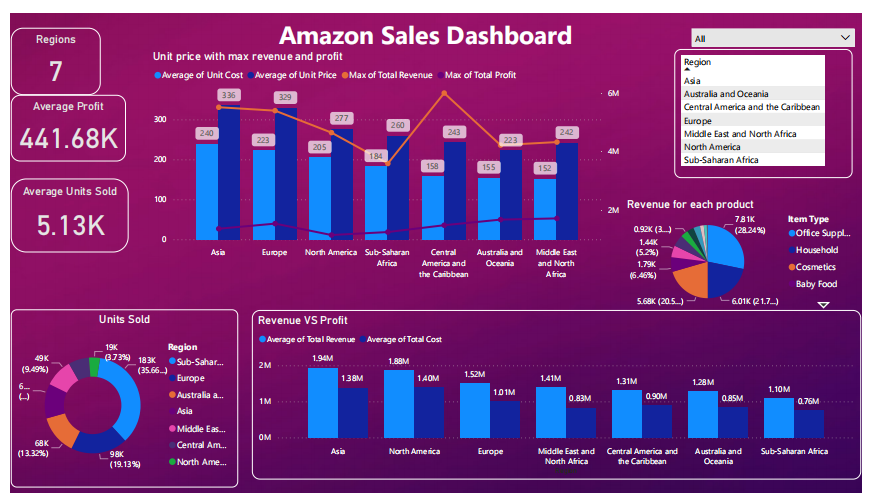 Amazon Sales Dashboard
Regions
7
Average Profit
441.68K
Average Units Sold
5.13K
Unit price with max revenue and profit
Average of Unit Cost Average of Unit Price Max of Total Revenue Max of Total Profit
300
200
100
0
6M
4M
2M
240
336
223
329
205
277
184
260
158
243
155
223
152
242
Asia
Europe
North America
Sub-Saharan
Africa
Central
America and
the Caribbean
Australia and
Oceania
Middle East
and North
Africa
All
Region
Asia
Australia and Oceania
Central America and the Caribbean
Europe
Middle East and North Africa
North America
Sub-Saharan Africa
Revenue for each product
7.81K
(28.24%)
6.01K (21.7...)
5.68K (20.5...)
1.79K
(6.46%)
1.44K
(5.2%)
0.92K (3....)
Item Type
Office Suppl...
Household
Cosmetics
Baby Food
Units Sold
19K
(3.73%)
183K
(35.66...)
98K
(19.13%)
68K
(13.32%)
6...
(...)
49K
(9.49%)
Region
Sub-Sahar...
Europe
Australia a...
Asia
Middle Eas...
Central Am...
North Ame...
Revenue VS Profit
Average of Total Revenue Average of Total Cost
2M
1M
0M
1.94M
1.38M
1.88M
1.40M
1.52M
1.01M
1.41M
0.83M
1.31M
0.90M
1.28M
0.85M
1.10M
0.76M
Asia
North America
Europe
Middle East and
North Africa
Central America and
the Caribbean
Australia and
Oceania
Sub-Saharan Africa